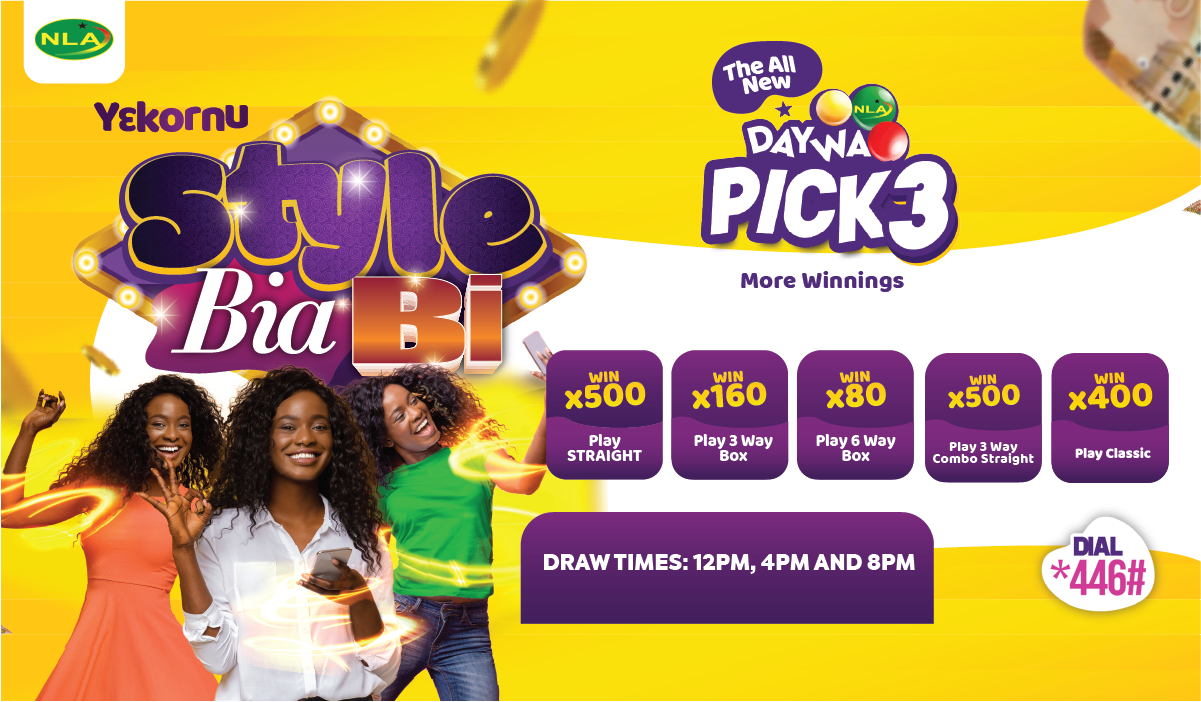 NLA
Yɛkornu
Style
Bia Bi
The All
New
NLA
DAYWA
PICK3
More Winnings
WIN
x500
Play
STRAIGHT
WIN
x160
Play 3 Way
Box
WIN
x80
Play 6 Way
Box
WIN
x500
Play 3 Way
Combo Straight
WIN
x400
Play Classic
DRAW TIMES: 12PM, 4PM AND 8PM
DIAL
*446#